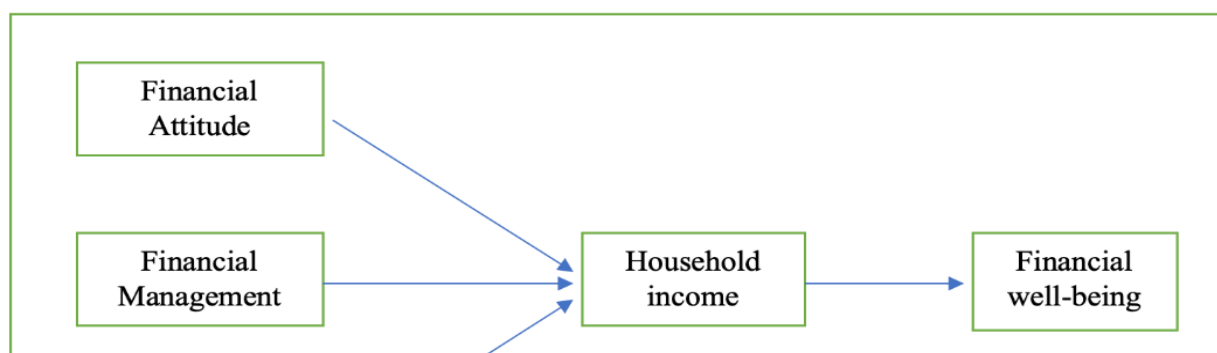 Financial
Attitude
Financial
Management
Household
income
Financial
well-being